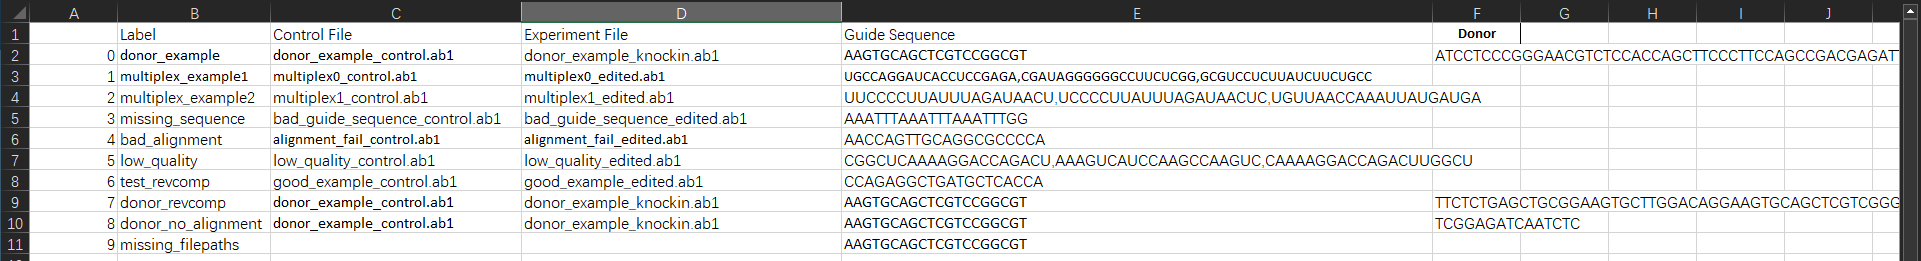 A B C D E F G H I J
1 Label Control File Experiment File Guide Sequence Donor
2 0 donor_example donor_example_control.ab1 donor_example_knockin.ab1 AAGTGCAGCTCGTCCGGCGT ATCCTCCCGGGAACGTCTCCACCAGCTTCCCTTCCAGCCGACGAGATT
3 1 multiplex_example1 multiplex0_control.ab1 multiplex0_edited.ab1 UGCCAGGAUCACCUCCGAGA,CGAUAGGGGGGCCUUCUCGG,GCGUCCUCUUAUCUUCUGCC
4 2 multiplex_example2 multiplex1_control.ab1 multiplex1_edited.ab1 UUCCCCUUAUUUAGAUAACU,UCCCCUUAUUUAGAUAACUC,UGUUAACCAAAUUAUGAUGA
5 3 missing_sequence bad_guide_sequence_control.ab1 bad_guide_sequence_edited.ab1 AAATTTAAATTTAAATTTGG
6 4 bad_alignment alignment_fail_control.ab1 alignment_fail_edited.ab1 AACCAGTTGCAGGCGCCCCA
7 5 low_quality low_quality_control.ab1 low_quality_edited.ab1 CGGCUCAAAAGGACCAGACU,AAAGUCAUCCAAGCCAAGUC,CAAAAGGACCAGACUUGGCU
8 6 test_revcomp good_example_control.ab1 good_example_edited.ab1 CCAGAGGCTGATGCTCACCA
9 7 donor_revcomp donor_example_control.ab1 donor_example_knockin.ab1 AAGTGCAGCTCGTCCGGCGT TTCTCTGAGCTGCGGAAGTGCTTGGACAGGAAGTGCAGCTCGTCGGG
10 8 donor_no_alignment donor_example_control.ab1 donor_example_knockin.ab1 AAGTGCAGCTCGTCCGGCGT TCGGAGATCAATCTC
11 9 missing_filepaths AAGTGCAGCTCGTCCGGCGT